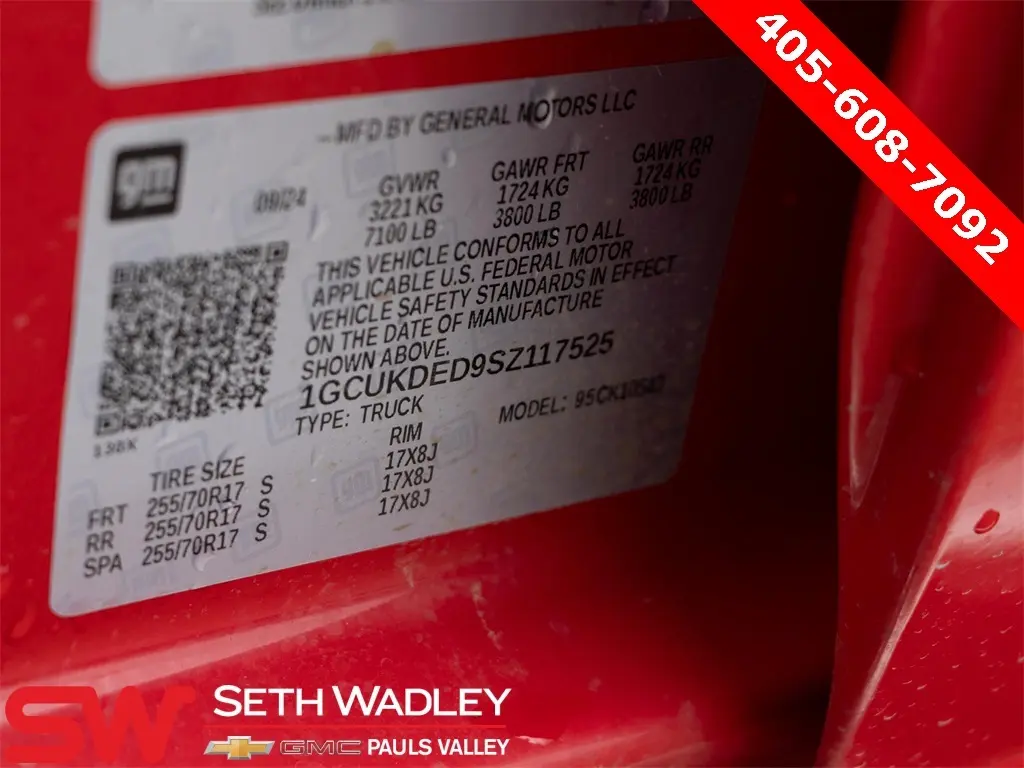 405-608-7092
MFD BY GENERAL MOTORS LLC
gm
09/24
GVWR
3221 KG
7100 LB
GAWR FRT
1724 KG
3800 LB
GAWR RR
1724 KG
3800 LB
THIS VEHICLE CONFORMS TO ALL
APPLICABLE U.S. FEDERAL MOTOR
VEHICLE SAFETY STANDARDS IN EFFECT
ON THE DATE OF MANUFACTURE
SHOWN ABOVE.
1GCUKDED9SZ117525
TYPE: TRUCK
MODEL:
TIRE SIZE RIM
FRT 255/70R17 S 17X8J
RR 255/70R17 S 17X8J
SPA 255/70R17 S 17X8J
SW
SETH WADLEY
GMC PAULS VALLEY